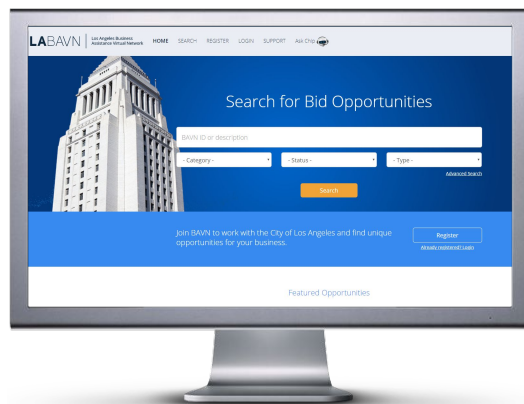 LABAVN
Los Angeles Business
Assistance Virtual Network
HOME SEARCH REGISTER LOGIN SUPPORT Ask Chip
Search for Bid Opportunities
BAVN ID or description
- Category - - Status - - Type -
Advanced Search
Search
Join BAVN to work with the City of Los Angeles and find unique
opportunities for your business.
Register
Already registered? Login
Featured Opportunities